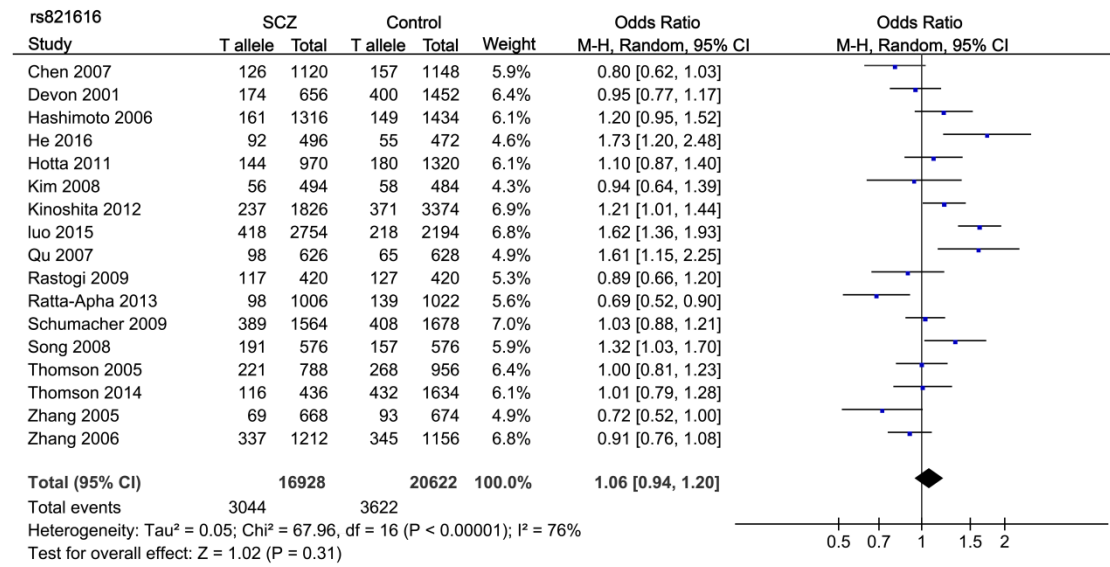 rs821616 SCZ Control Odds Ratio Odds Ratio
Study T allele Total T allele Total Weight M-H, Random, 95% CI M-H, Random, 95% CI
Chen 2007 126 1120 157 1148 5.9% 0.80 [0.62, 1.03]
Devon 2001 174 656 400 1452 6.4% 0.95 [0.77, 1.17]
Hashimoto 2006 161 1316 149 1434 6.1% 1.20 [0.95, 1.52]
He 2016 92 496 55 472 4.6% 1.73 [1.20, 2.48]
Hotta 2011 144 970 180 1320 6.1% 1.10 [0.87, 1.40]
Kim 2008 56 494 58 484 4.3% 0.94 [0.64, 1.39]
Kinoshita 2012 237 1826 371 3374 6.9% 1.21 [1.01, 1.44]
luo 2015 418 2754 218 2194 6.8% 1.62 [1.36, 1.93]
Qu 2007 98 626 65 628 4.9% 1.61 [1.15, 2.25]
Rastogi 2009 117 420 127 420 5.3% 0.89 [0.66, 1.20]
Ratta-Apha 2013 98 1006 139 1022 5.6% 0.69 [0.52, 0.90]
Schumacher 2009 389 1564 408 1678 7.0% 1.03 [0.88, 1.21]
Song 2008 191 576 157 576 5.9% 1.32 [1.03, 1.70]
Thomson 2005 221 788 268 956 6.4% 1.00 [0.81, 1.23]
Thomson 2014 116 436 432 1634 6.1% 1.01 [0.79, 1.28]
Zhang 2005 69 668 93 674 4.9% 0.72 [0.52, 1.00]
Zhang 2006 337 1212 345 1156 6.8% 0.91 [0.76, 1.08]
Total (95% CI) 16928 20622 100.0% 1.06 [0.94, 1.20]
Total events 3044 3622
Heterogeneity: Tau² = 0.05; Chi² = 67.96, df = 16 (P < 0.00001); I² = 76%
Test for overall effect: Z = 1.02 (P = 0.31)
0.5 0.7 1 1.5 2